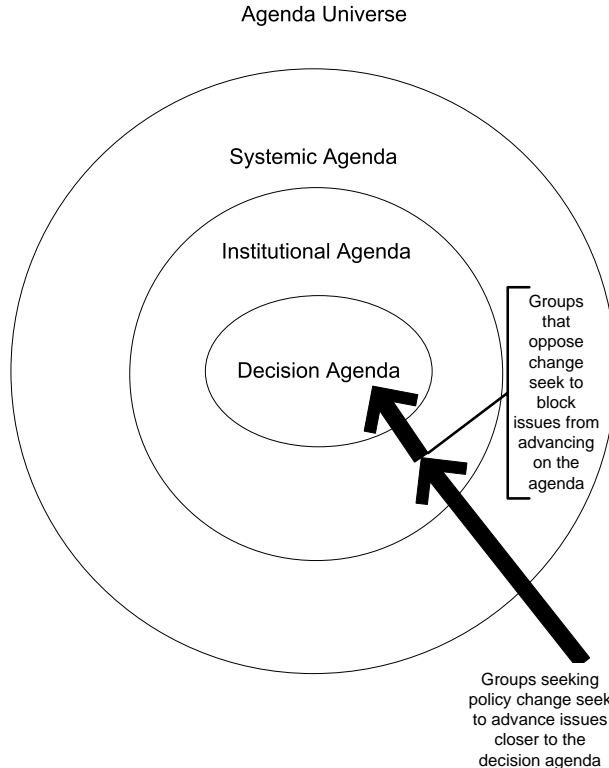 Agenda Universe
Systemic Agenda
Institutional Agenda
Decision Agenda
Groups
that
oppose
change
seek to
block
issues from
advancing
on the
agenda
Groups seeking
policy change seek
to advance issues
closer to the
decision agenda